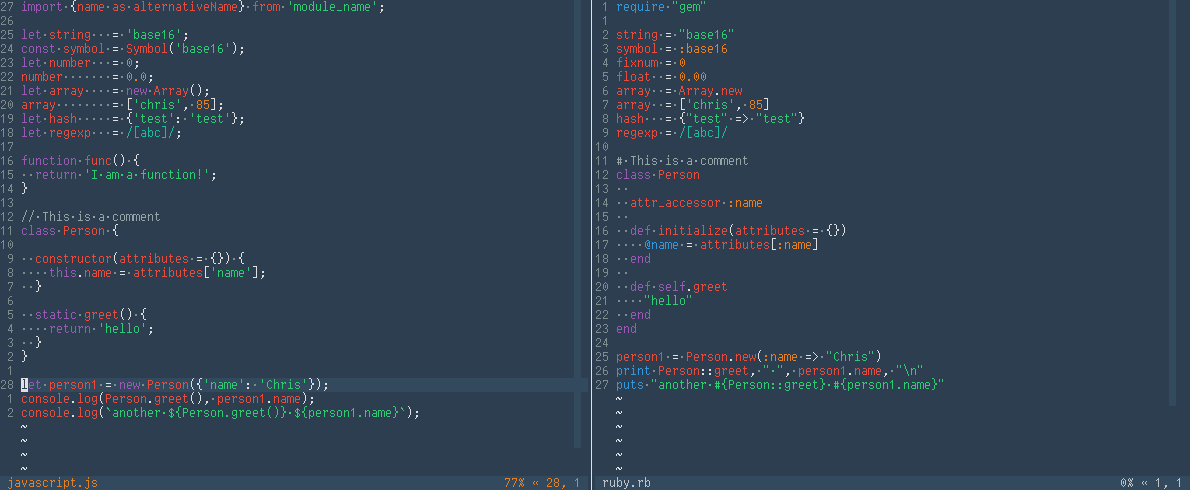 27 import {name as alternativeName} from 'module_name';
26
25 let string   = 'base16';
24 const symbol = Symbol('base16');
23 let number   = 0;
22 number       = 0.0;
21 let array    = new Array();
20 array        = ['chris', 85];
19 let hash     = {'test': 'test'};
18 let regexp   = /[abc]/;
17
16 function func() {
15   return 'I am a function!';
14 }
13
12 // This is a comment
11 class Person {
10
9   constructor(attributes = {}) {
8     this.name = attributes['name'];
7   }
6
5   static greet() {
4     return 'hello';
3   }
2 }
1
28 let person1 = new Person({'name': 'Chris'});
1 console.log(Person.greet(), person1.name);
2 console.log(`another ${Person.greet()} ${person1.name}`);
~
~
~
~
javascript.js 77% « 28, 1
1 require "gem"
1
2 string = "base16"
3 symbol = :base16
4 fixnum = 0
5 float  = 0.00
6 array  = Array.new
7 array  = ['chris', 85]
8 hash   = {"test" => "test"}
9 regexp = /[abc]/
10
11 # This is a comment
12 class Person
13
14   attr_accessor :name
15
16   def initialize(attributes = {})
17     @name = attributes[:name]
18   end
19
20   def self.greet
21     "hello"
22   end
23 end
24
25 person1 = Person.new(:name => "Chris")
26 print Person::greet, " ", person1.name, "\n"
27 puts "another #{Person::greet} #{person1.name}"
~
~
~
~
~
~
ruby.rb 0% « 1, 1